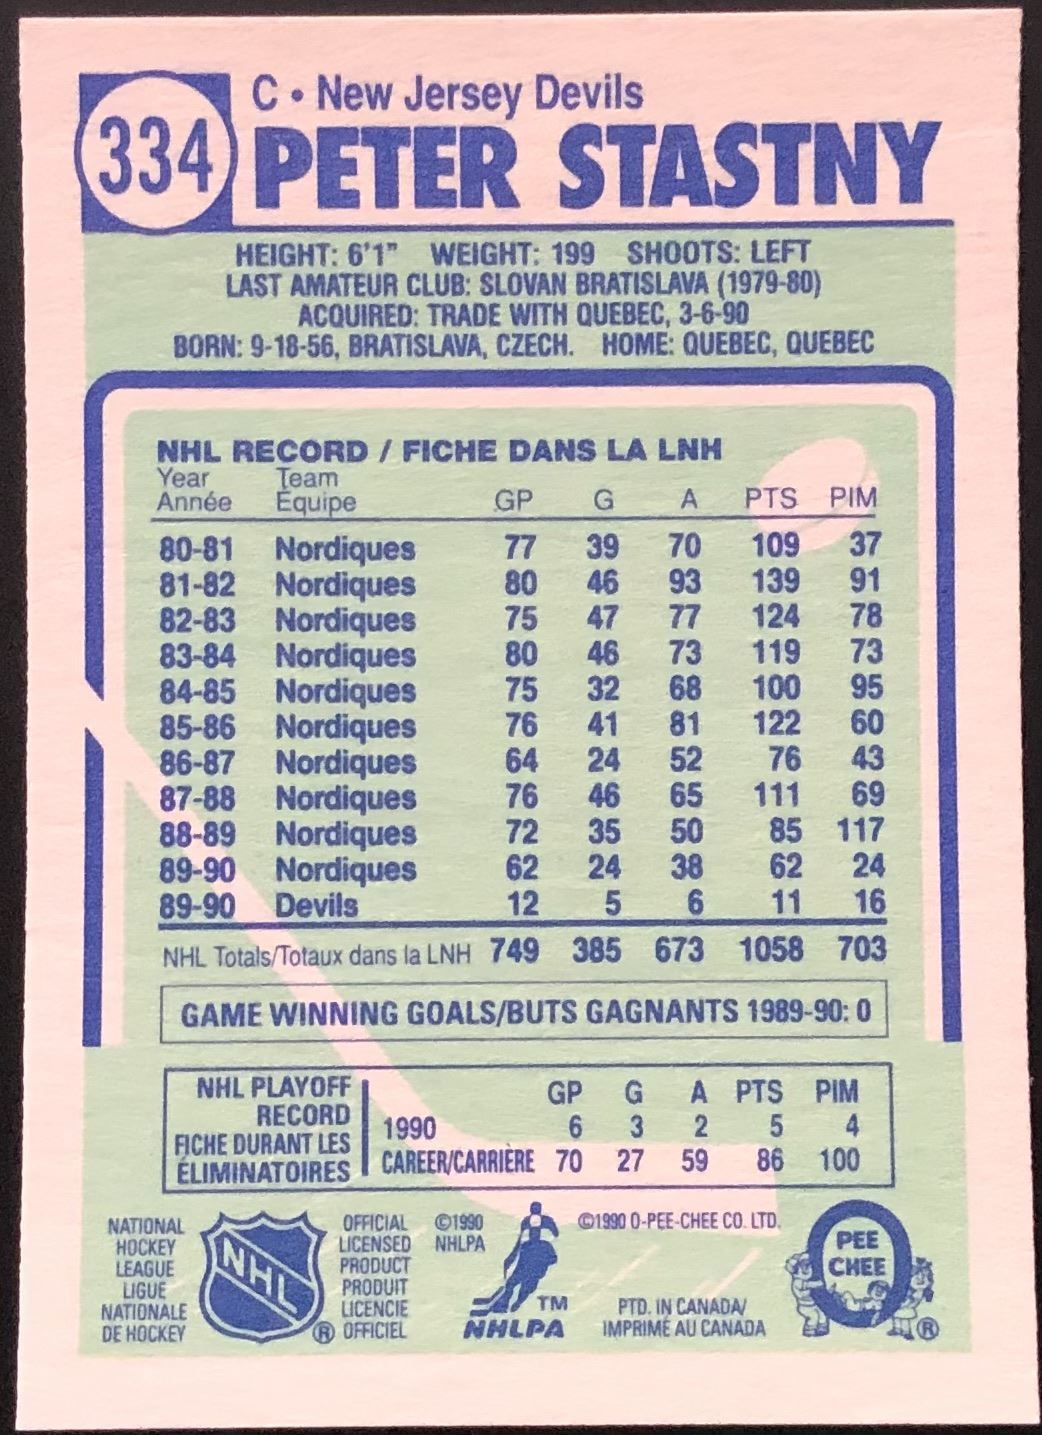 334
C • New Jersey Devils
PETER STASTNY
HEIGHT: 6'1" WEIGHT: 199 SHOOTS: LEFT
LAST AMATEUR CLUB: SLOVAN BRATISLAVA (1979-80)
ACQUIRED: TRADE WITH QUEBEC, 3-6-90
BORN: 9-18-56, BRATISLAVA, CZECH. HOME: QUEBEC, QUEBEC
NHL RECORD / FICHE DANS LA LNH
Year Team
Année Équipe GP G A PTS PIM
80-81 Nordiques 77 39 70 109 37
81-82 Nordiques 80 46 93 139 91
82-83 Nordiques 75 47 77 124 78
83-84 Nordiques 80 46 73 119 73
84-85 Nordiques 75 32 68 100 95
85-86 Nordiques 76 41 81 122 60
86-87 Nordiques 64 24 52 76 43
87-88 Nordiques 76 46 65 111 69
88-89 Nordiques 72 35 50 85 117
89-90 Nordiques 62 24 38 62 24
89-90 Devils 12 5 6 11 16
NHL Totals/Totaux dans la LNH 749 385 673 1058 703
GAME WINNING GOALS/BUTS GAGNANTS 1989-90: 0
NHL PLAYOFF
RECORD
FICHE DURANT LES
ÉLIMINATOIRES
GP G A PTS PIM
1990 6 3 2 5 4
CAREER/CARRIÈRE 70 27 59 86 100
NATIONAL
HOCKEY
LEAGUE
LIGUE
NATIONALE
DE HOCKEY
NHL
®
OFFICIAL
LICENSED
PRODUCT
PRODUIT
LICENCIE
OFFICIEL
©1990
NHLPA
TM
NHLPA
©1990 O-PEE-CHEE CO. LTD.
PTD. IN CANADA/
IMPRIMÉ AU CANADA
O
PEE
CHEE
®